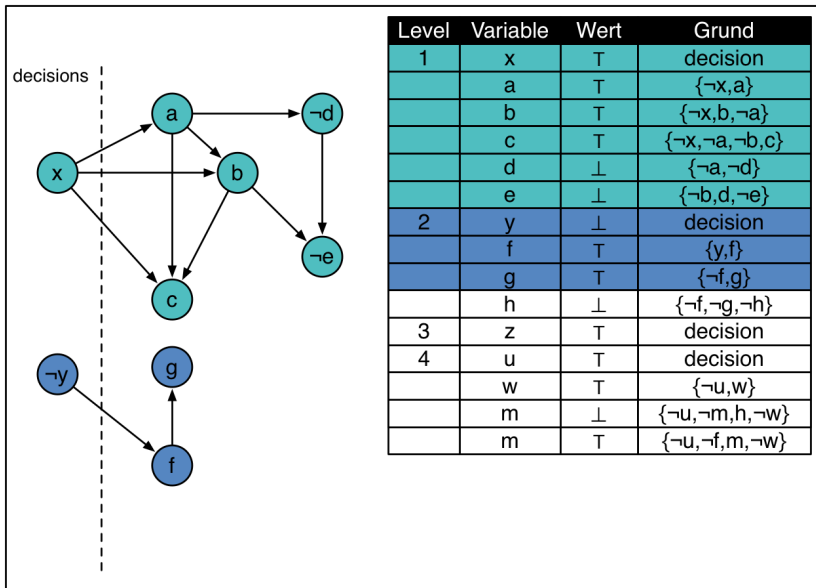 decisions
a
¬d
x
b
¬e
c
¬y
g
f
Level Variable Wert Grund
1 x ⊤ decision
a ⊤ {¬x,a}
b ⊤ {¬x,b,¬a}
c ⊤ {¬x,¬a,¬b,c}
d ⊥ {¬a,¬d}
e ⊥ {¬b,d,¬e}
2 y ⊥ decision
f ⊤ {y,f}
g ⊤ {¬f,g}
h ⊥ {¬f,¬g,¬h}
3 z ⊤ decision
4 u ⊤ decision
w ⊤ {¬u,w}
m ⊥ {¬u,¬m,h,¬w}
m ⊤ {¬u,¬f,m,¬w}